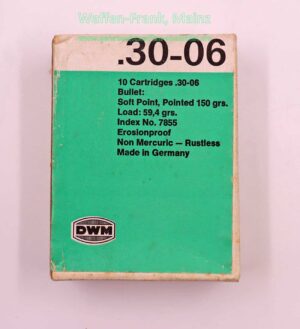 Waffen-Frank, Mainz
.30-06
10 Cartridges .30-06
Bullet:
Soft Point, Pointed 150 grs.
Load: 59,4 grs.
Index No. 7855
Erosionproof
Non Mercuric — Rustless
Made in Germany
DWM